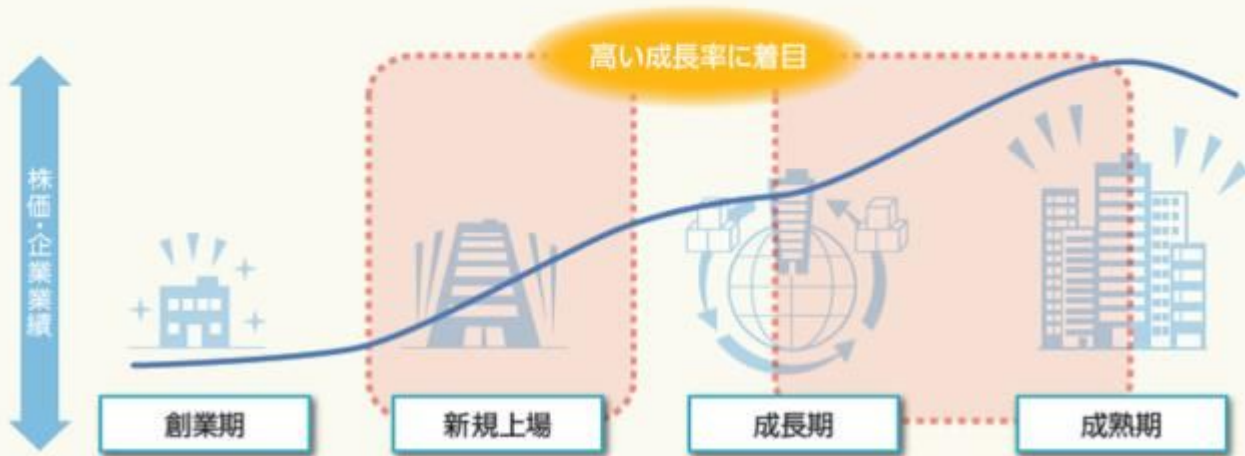 高い成長率に着目
株価・企業業績
創業期
新規上場
成長期
成熟期